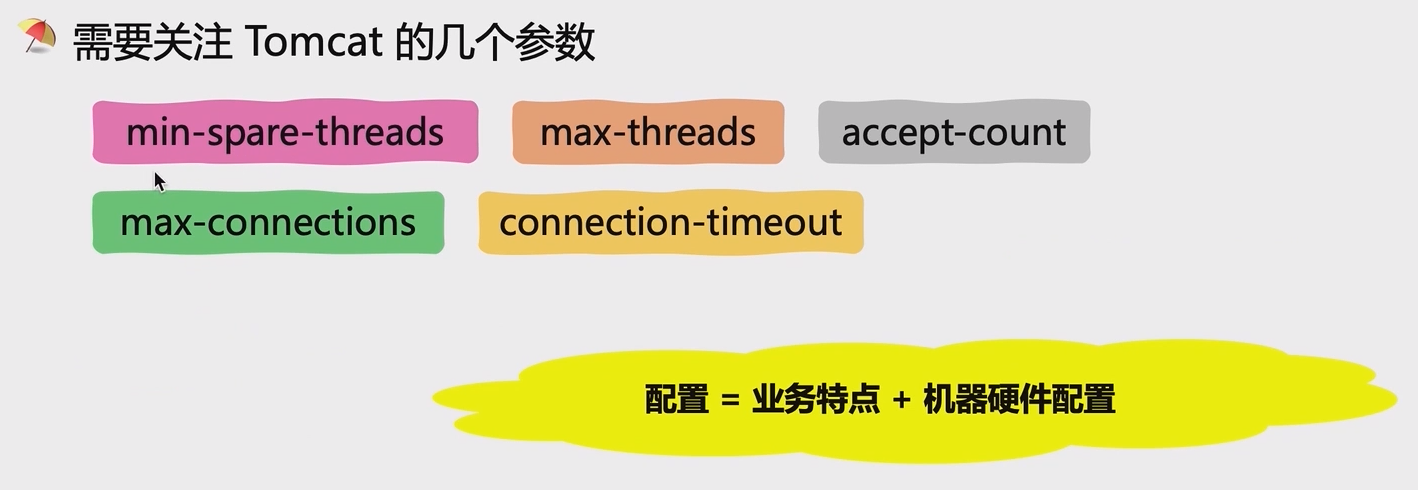 需要关注 Tomcat 的几个参数
min-spare-threads max-threads accept-count
max-connections connection-timeout
配置 = 业务特点 + 机器硬件配置